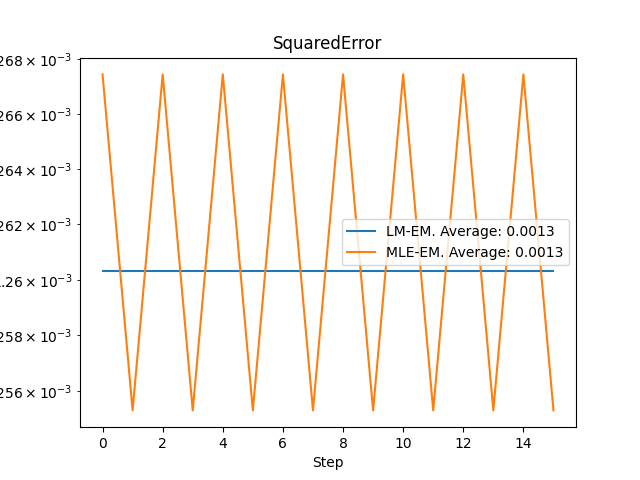 SquaredError
268 × 10⁻³
266 × 10⁻³
264 × 10⁻³
262 × 10⁻³
.26 × 10⁻³
258 × 10⁻³
256 × 10⁻³
LM-EM. Average: 0.0013
MLE-EM. Average: 0.0013
0 2 4 6 8 10 12 14
Step